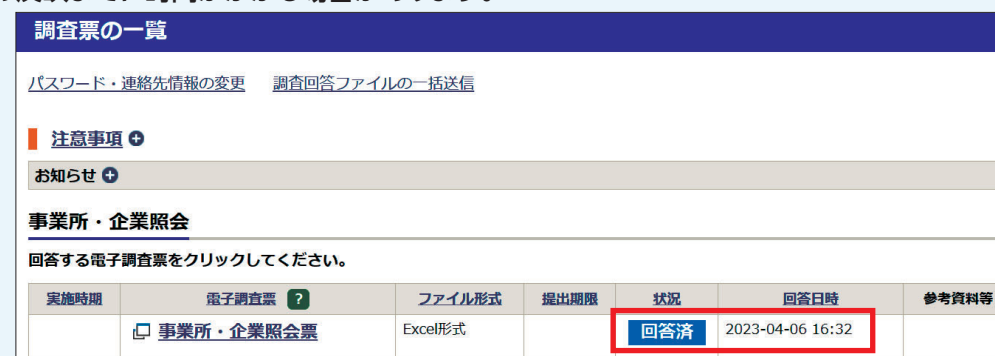 調査票の一覧
パスワード・連絡先情報の変更 調査回答ファイルの一括送信
注意事項
お知らせ
事業所・企業照会
回答する電子調査票をクリックしてください。
実施時期 電子調査票 ? ファイル形式 提出期限 状況 回答日時 参考資料等
事業所・企業照会票 Excel形式 回答済 2023-04-06 16:32